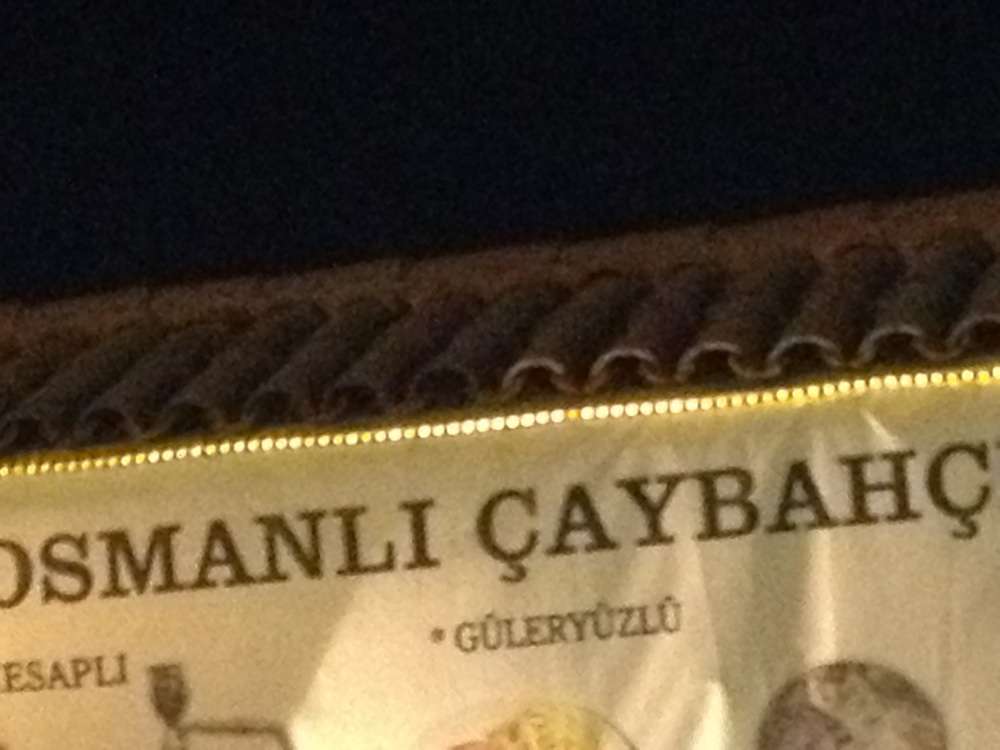 OSMANLI ÇAYBAHÇ
* GÜLERYÜZLÜ
ESAPLI